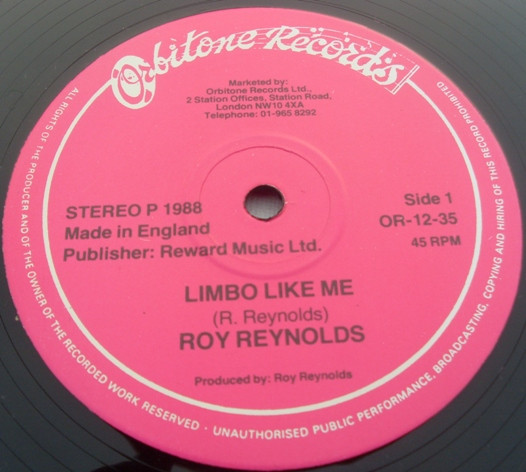 Orbitone Records
Marketed by:
Orbitone Records Ltd.,
2 Station Offices, Station Road,
London NW10 4XA
Telephone: 01-965 8292
STEREO P 1988
Made in England
Publisher: Reward Music Ltd.
Side 1
OR-12-35
45 RPM
LIMBO LIKE ME
(R. Reynolds)
ROY REYNOLDS
Produced by: Roy Reynolds
ALL RIGHTS OF THE PRODUCER AND OF THE OWNER OF THE RECORDED WORK RESERVED · UNAUTHORISED PUBLIC PERFORMANCE, BROADCASTING, COPYING AND HIRING OF THIS RECORD PROHIBITED